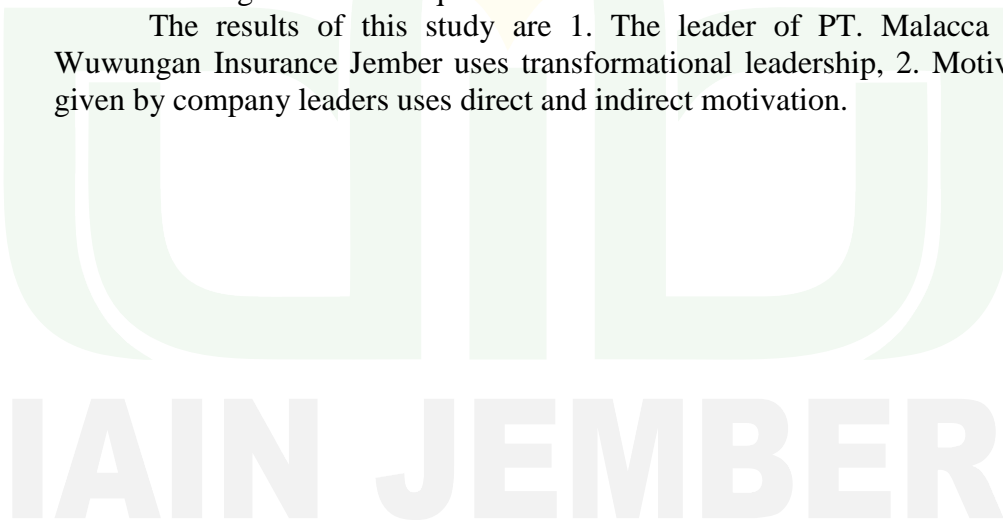 The results of this study are 1. The leader of PT. Malacca
Wuwungan Insurance Jember uses transformational leadership, 2. Motiv
given by company leaders uses direct and indirect motivation.
IAIN JEMBER